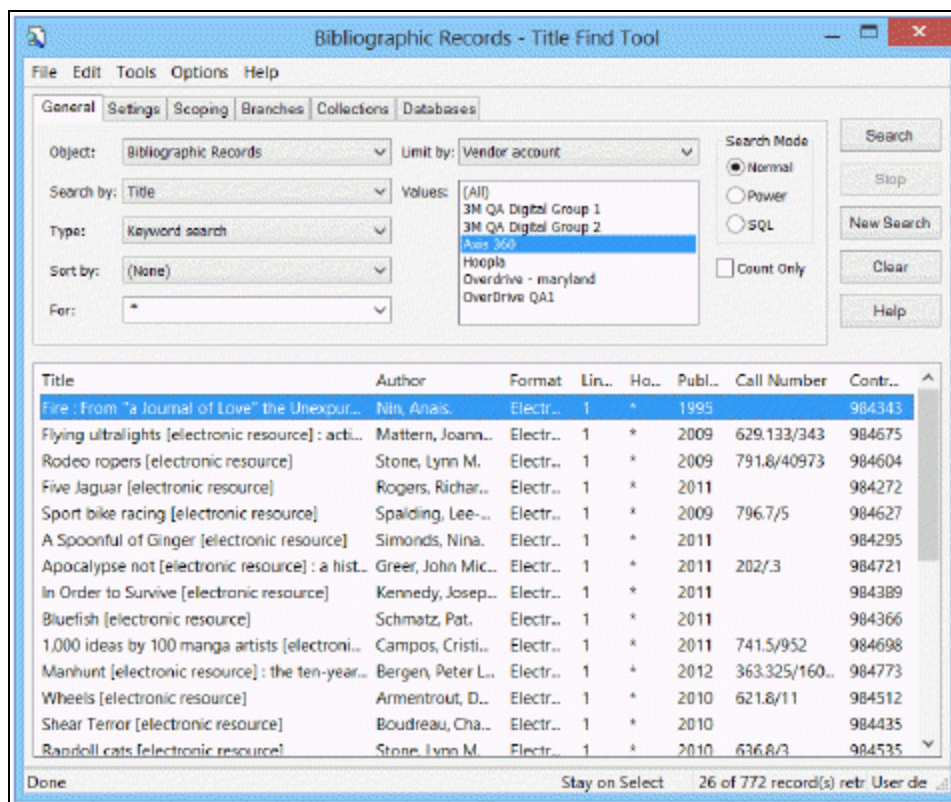 Bibliographic Records - Title Find Tool
File Edit Tools Options Help
General Settings Scoping Branches Collections Databases
Object: Bibliographic Records
Search by: Title
Type: Keyword search
Sort by: (None)
For: *
Limit by: Vendor account
Values: (All)
3M QA Digital Group 1
3M QA Digital Group 2
Axis 360
Hoopla
Overdrive - maryland
OverDrive QA1
Search Mode
Normal
Power
SQL
Count Only
Search
Stop
New Search
Clear
Help
Title Author Format Lin... Ho... Publ... Call Number Contr...
Fire : From "a Journal of Love" the Unexpur... Nin, Anais. Electr... 1 * 1995 984343
Flying ultralights [electronic resource] : acti... Mattern, Joann... Electr... 1 * 2009 629.133/343 984675
Rodeo ropers [electronic resource] Stone, Lynn M. Electr... 1 * 2009 791.8/40973 984604
Five Jaguar [electronic resource] Rogers, Richar... Electr... 1 * 2011 984272
Sport bike racing [electronic resource] Spalding, Lee-... Electr... 1 * 2009 796.7/5 984627
A Spoonful of Ginger [electronic resource] Simonds, Nina. Electr... 1 * 2011 984295
Apocalypse not [electronic resource] : a hist... Greer, John Mic... Electr... 1 * 2011 202/.3 984721
In Order to Survive [electronic resource] Kennedy, Josep... Electr... 1 * 2011 984389
Bluefish [electronic resource] Schmatz, Pat. Electr... 1 * 2011 984366
1,000 ideas by 100 manga artists [electroni... Campos, Cristi... Electr... 1 * 2011 741.5/952 984698
Manhunt [electronic resource] : the ten-year... Bergen, Peter L... Electr... 1 * 2012 363.325/160... 984773
Wheels [electronic resource] Armentrout, D... Electr... 1 * 2010 621.8/11 984512
Shear Terror [electronic resource] Boudreau, Cha... Electr... 1 * 2010 984435
Ragdoll cats [electronic resource] Stone, Lynn M. Electr... 1 * 2010 636.8/3 984535
Done Stay on Select 26 of 772 record(s) retr User de